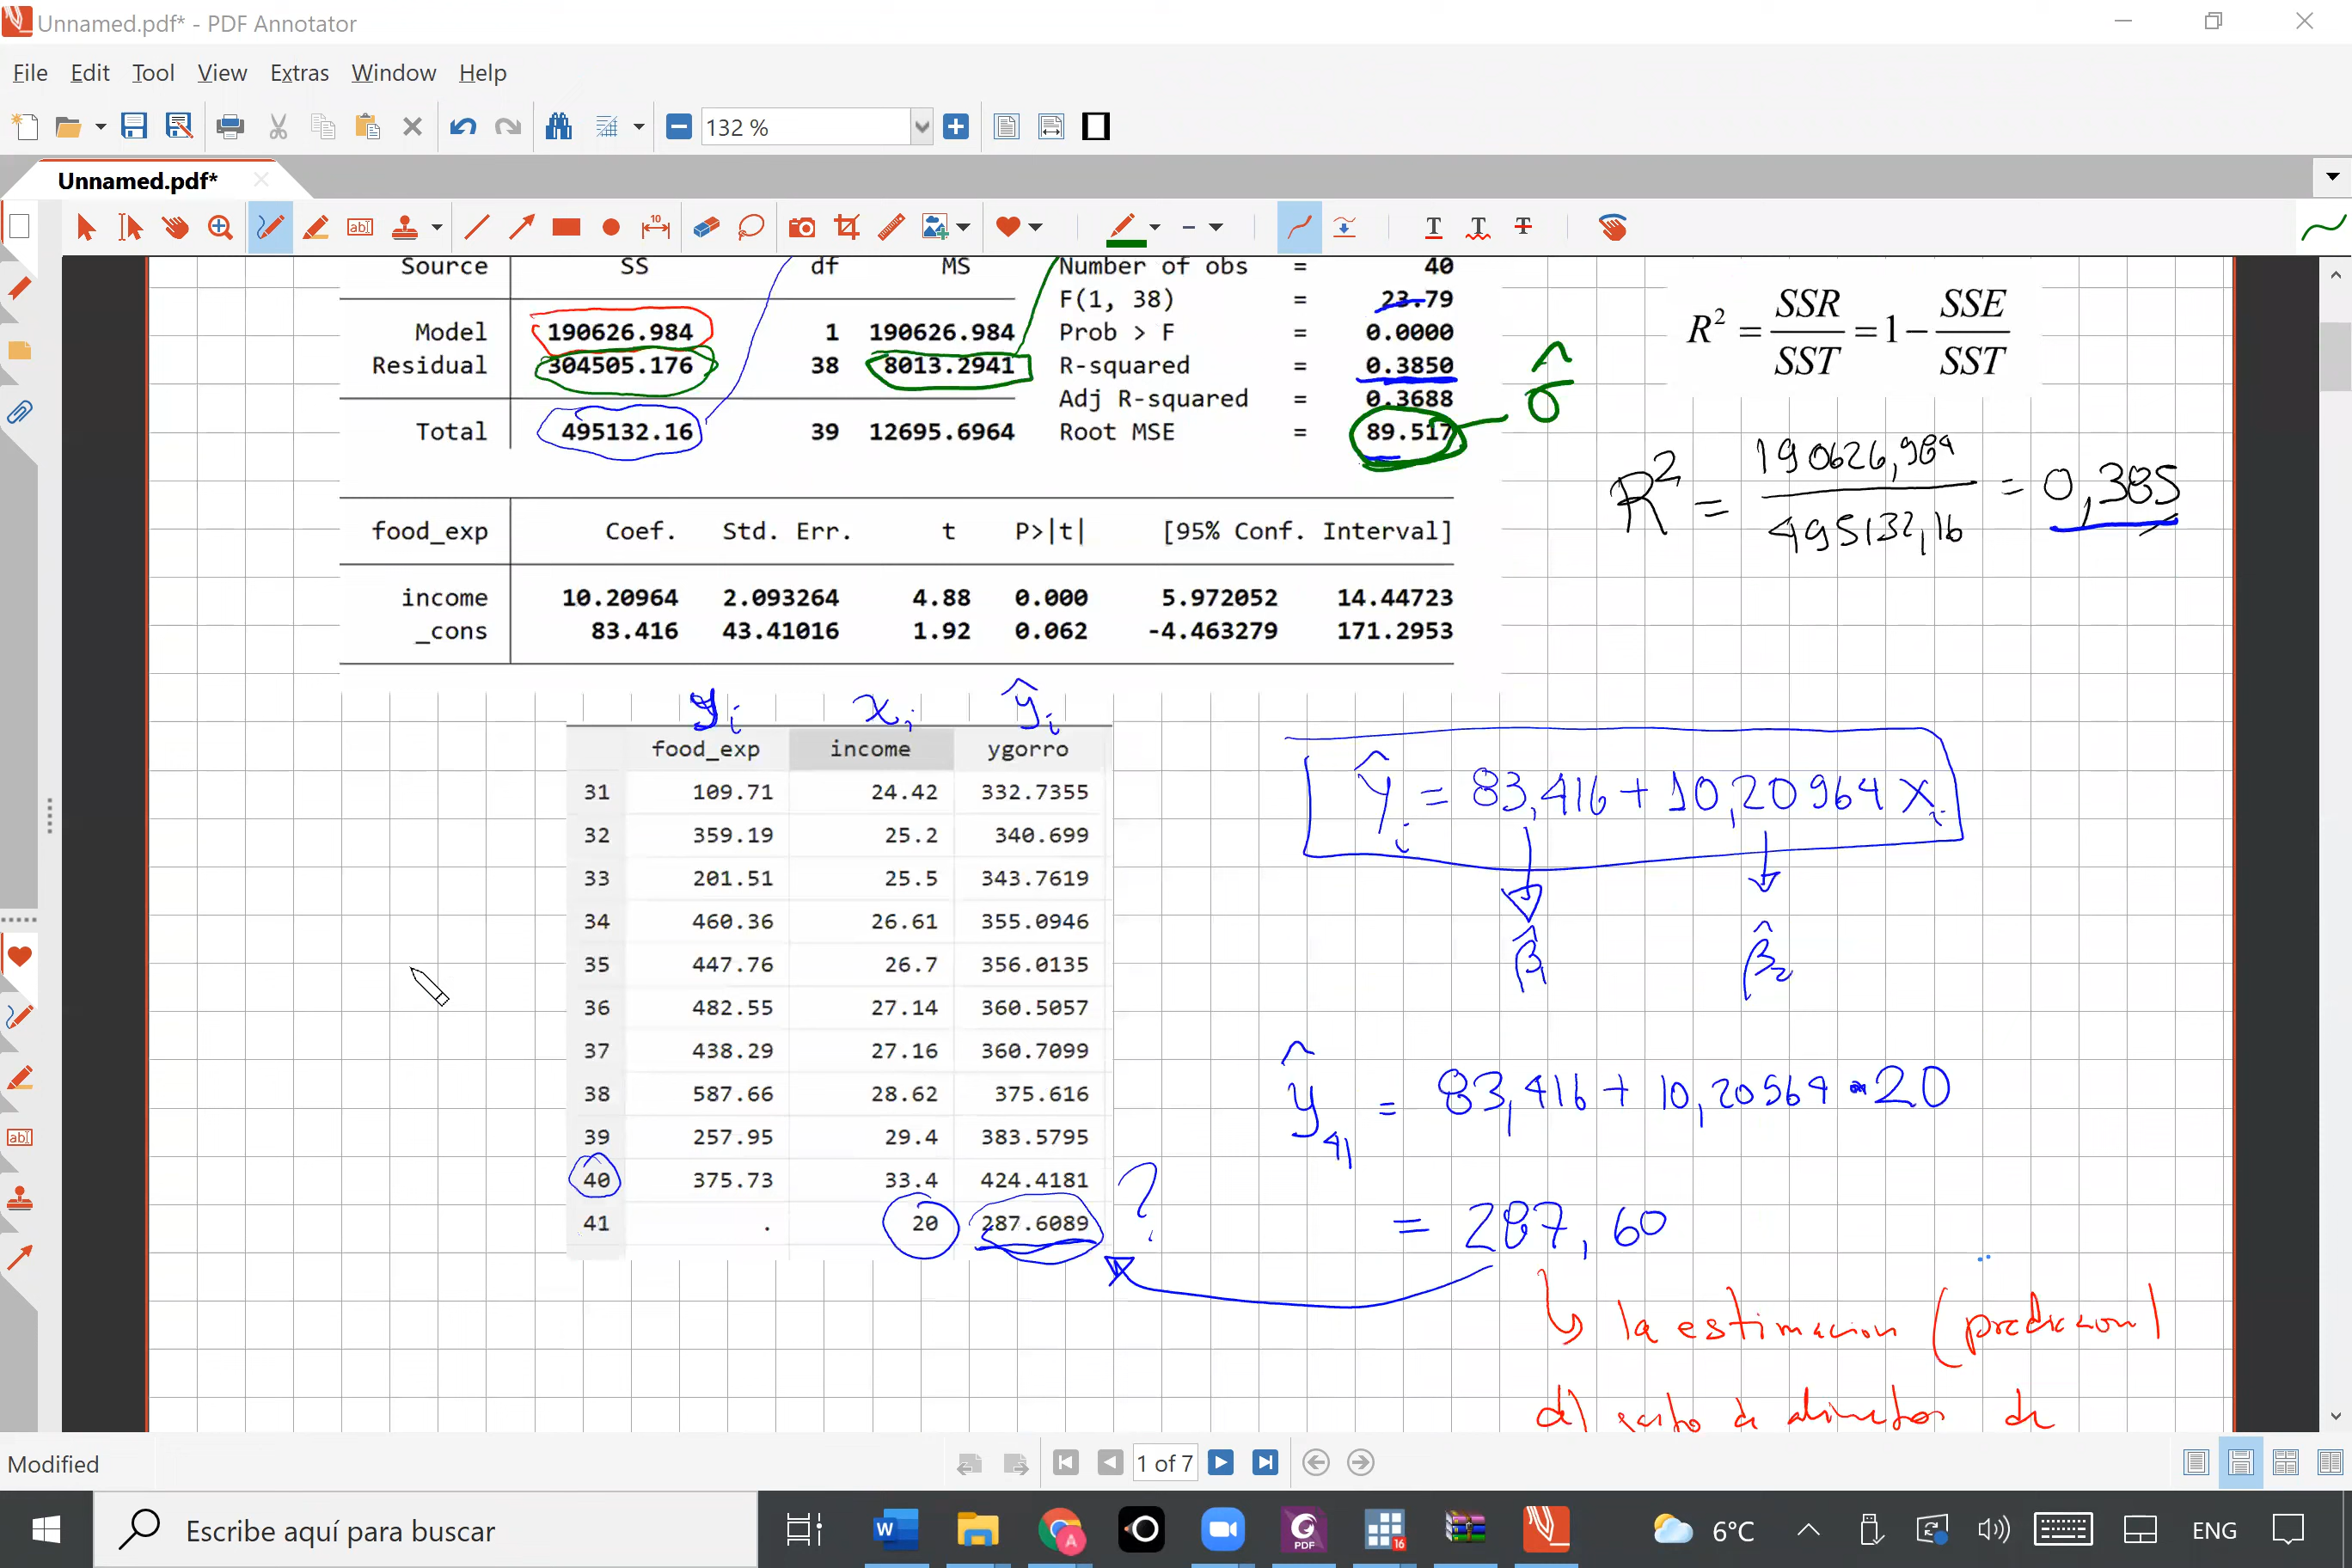 Unnamed.pdf* - PDF Annotator
File Edit Tool View Extras Window Help
132 %
Unnamed.pdf*
Source SS df MS Number of obs = 40
F(1, 38) = 23.79
Model 190626.984 1 190626.984 Prob > F = 0.0000
Residual 304505.176 38 8013.2941 R-squared = 0.3850
Adj R-squared = 0.3688
Total 495132.16 39 12695.6964 Root MSE = 89.517
σ̂
R² = SSR/SST = 1 − SSE/SST
R² = 190626,984 / 495132,16 = 0,385
food_exp Coef. Std. Err. t P>|t| [95% Conf. Interval]
income 10.20964 2.093264 4.88 0.000 5.972052 14.44723
_cons 83.416 43.41016 1.92 0.062 -4.463279 171.2953
yi xi ŷi
food_exp income ygorro
31 109.71 24.42 332.7355
32 359.19 25.2 340.699
33 201.51 25.5 343.7619
34 460.36 26.61 355.0946
35 447.76 26.7 356.0135
36 482.55 27.14 360.5057
37 438.29 27.16 360.7099
38 587.66 28.62 375.616
39 257.95 29.4 383.5795
40 375.73 33.4 424.4181
41 . 20 287.6089
?
ŷi = 83,416 + 10,20964 xi
β̂1 β̂2
ŷ41 = 83,416 + 10,20964 · 20
= 287,60
la estimacion (prediccion)
del gasto de alimentos de
Modified
1 of 7
Escribe aquí para buscar
16
6°C
ENG